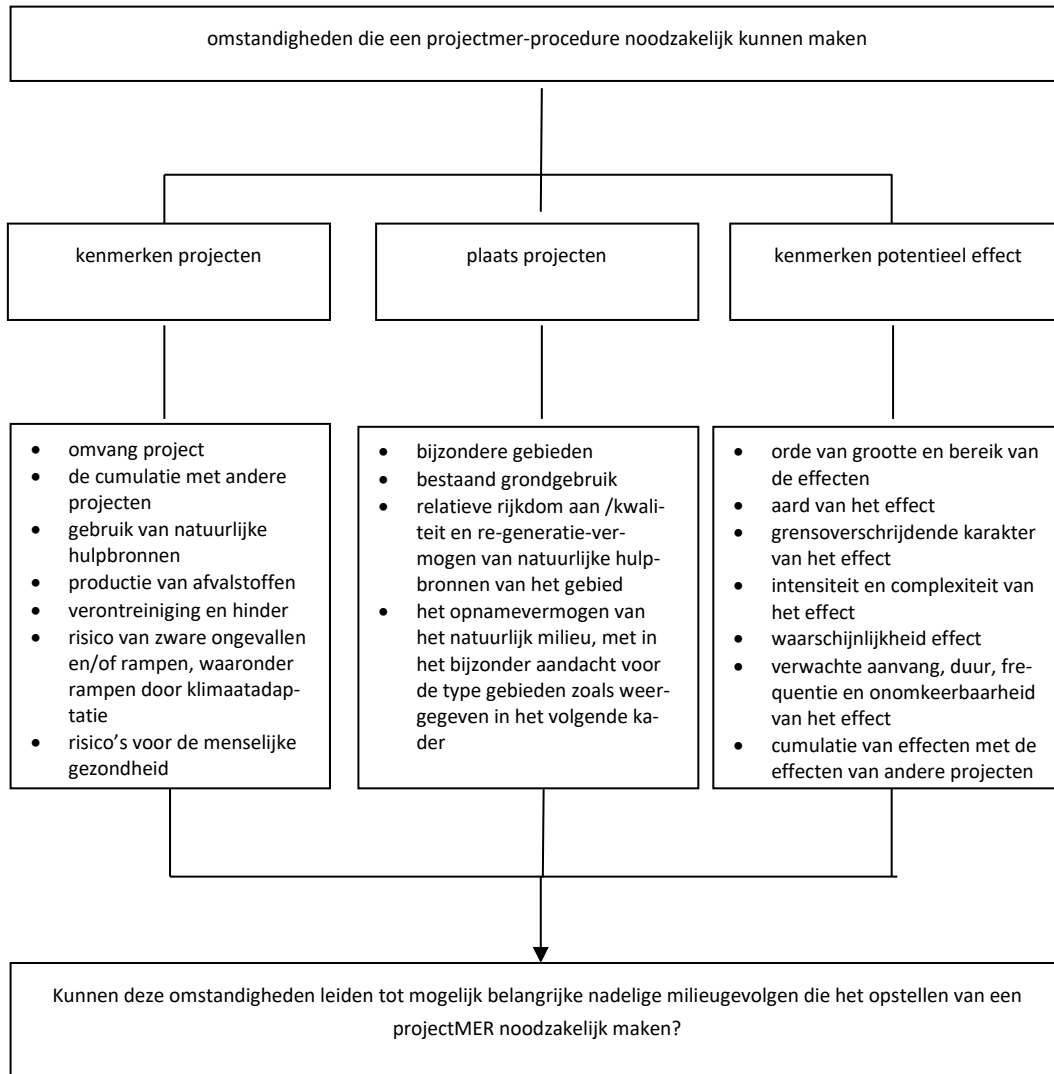 omstandigheden die een projectmer-procedure noodzakelijk kunnen maken
kenmerken projecten
plaats projecten
kenmerken potentieel effect
• omvang project
• de cumulatie met andere
projecten
• gebruik van natuurlijke
hulpbronnen
• productie van afvalstoffen
• verontreiniging en hinder
• risico van zware ongevallen
en/of rampen, waaronder
rampen door klimaatadap-
tatie
• risico's voor de menselijke
gezondheid
• bijzondere gebieden
• bestaand grondgebruik
• relatieve rijkdom aan /kwali-
teit en re-generatie-ver-
mogen van natuurlijke hulp-
bronnen van het gebied
• het opnamevermogen van
het natuurlijk milieu, met in
het bijzonder aandacht voor
de type gebieden zoals weer-
gegeven in het volgende ka-
der
• orde van grootte en bereik van
de effecten
• aard van het effect
• grensoverschrijdende karakter
van het effect
• intensiteit en complexiteit van
het effect
• waarschijnlijkheid effect
• verwachte aanvang, duur, fre-
quentie en onomkeerbaarheid
van het effect
• cumulatie van effecten met de
effecten van andere projecten
Kunnen deze omstandigheden leiden tot mogelijk belangrijke nadelige milieugevolgen die het opstellen van een
projectMER noodzakelijk maken?